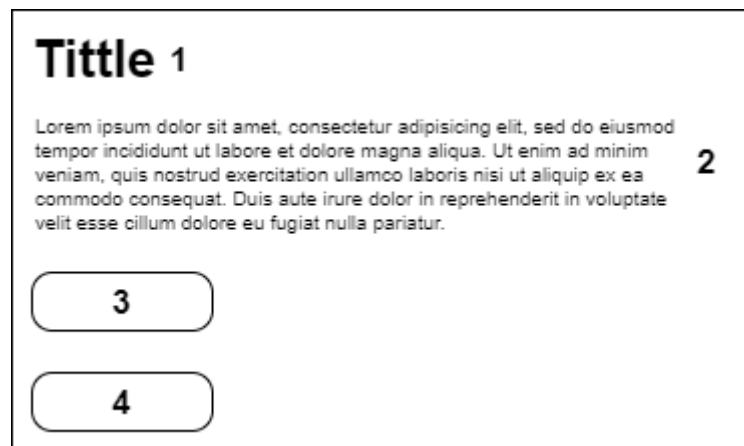 Tittle 1
Lorem ipsum dolor sit amet, consectetur adipisicing elit, sed do eiusmod
tempor incididunt ut labore et dolore magna aliqua. Ut enim ad minim
2
veniam, quis nostrud exercitation ullamco laboris nisi ut aliquip ex ea
commodo consequat. Duis aute irure dolor in reprehenderit in voluptate
velit esse cillum dolore eu fugiat nulla pariatur.
3
4